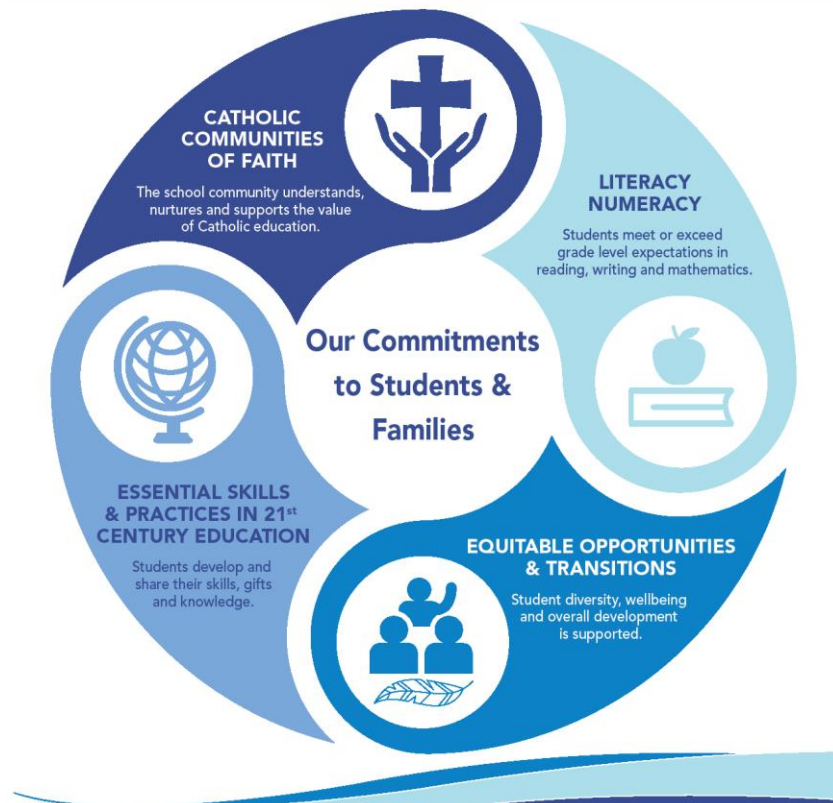 CATHOLIC
COMMUNITIES
OF FAITH
The school community understands,
nurtures and supports the value
of Catholic education.
LITERACY
NUMERACY
Students meet or exceed
grade level expectations in
reading, writing and mathematics.
Our Commitments
to Students &
Families
ESSENTIAL SKILLS
& PRACTICES IN 21st
CENTURY EDUCATION
Students develop and
share their skills, gifts
and knowledge.
EQUITABLE OPPORTUNITIES
& TRANSITIONS
Student diversity, wellbeing
and overall development
is supported.